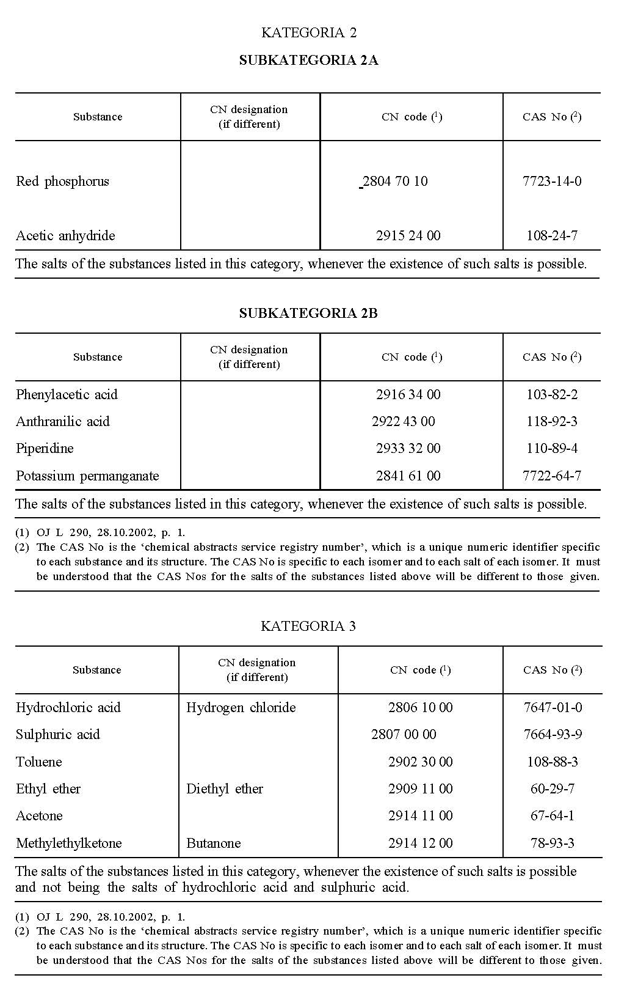 KATEGORIA 2
SUBKATEGORIA 2A
Substance CN designation (if different) CN code (1) CAS No (2)
Red phosphorus 2804 70 10 7723-14-0
Acetic anhydride 2915 24 00 108-24-7
The salts of the substances listed in this category, whenever the existence of such salts is possible.
SUBKATEGORIA 2B
Substance CN designation (if different) CN code (1) CAS No (2)
Phenylacetic acid 2916 34 00 103-82-2
Anthranilic acid 2922 43 00 118-92-3
Piperidine 2933 32 00 110-89-4
Potassium permanganate 2841 61 00 7722-64-7
The salts of the substances listed in this category, whenever the existence of such salts is possible.
(1) OJ L 290, 28.10.2002, p. 1.
(2) The CAS No is the ‘chemical abstracts service registry number’, which is a unique numeric identifier specific
to each substance and its structure. The CAS No is specific to each isomer and to each salt of each isomer. It must
be understood that the CAS Nos for the salts of the substances listed above will be different to those given.
KATEGORIA 3
Substance CN designation (if different) CN code (1) CAS No (2)
Hydrochloric acid Hydrogen chloride 2806 10 00 7647-01-0
Sulphuric acid 2807 00 00 7664-93-9
Toluene 2902 30 00 108-88-3
Ethyl ether Diethyl ether 2909 11 00 60-29-7
Acetone 2914 11 00 67-64-1
Methylethylketone Butanone 2914 12 00 78-93-3
The salts of the substances listed in this category, whenever the existence of such salts is possible
and not being the salts of hydrochloric acid and sulphuric acid.
(1) OJ L 290, 28.10.2002, p. 1.
(2) The CAS No is the ‘chemical abstracts service registry number’, which is a unique numeric identifier specific
to each substance and its structure. The CAS No is specific to each isomer and to each salt of each isomer. It must
be understood that the CAS Nos for the salts of the substances listed above will be different to those given.